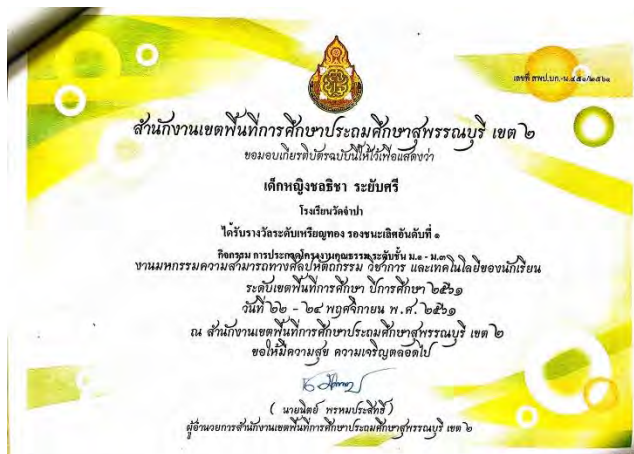 เลขที่ สพป.บก.-น.๔๕๑/๒๕๖๑
สำนักงานเขตพื้นที่การศึกษาประถมศึกษาสุพรรณบุรี เขต ๒
ขอมอบเกียรติบัตรฉบับนี้ให้ไว้เพื่อแสดงว่า
เด็กหญิงชลธิชา ระยับศรี
โรงเรียนวัดจำปา
ได้รับรางวัลระดับเหรียญทอง รองชนะเลิศอันดับที่ ๑
กิจกรรม การประกวดโครงงานคุณธรรม ระดับชั้น ม.๑ - ม.๓
งานมหกรรมความสามารถทางศิลปหัตถกรรม วิชาการ และเทคโนโลยีของนักเรียน
ระดับเขตพื้นที่การศึกษา ปีการศึกษา ๒๕๖๑
วันที่ ๒๒ - ๒๔ พฤศจิกายน พ.ศ. ๒๕๖๑
ณ สำนักงานเขตพื้นที่การศึกษาประถมศึกษาสุพรรณบุรี เขต ๒
ขอให้มีความสุข ความเจริญตลอดไป
( นายนิตย์ พรหมประสิทธิ์ )
ผู้อำนวยการสำนักงานเขตพื้นที่การศึกษาประถมศึกษาสุพรรณบุรี เขต ๒